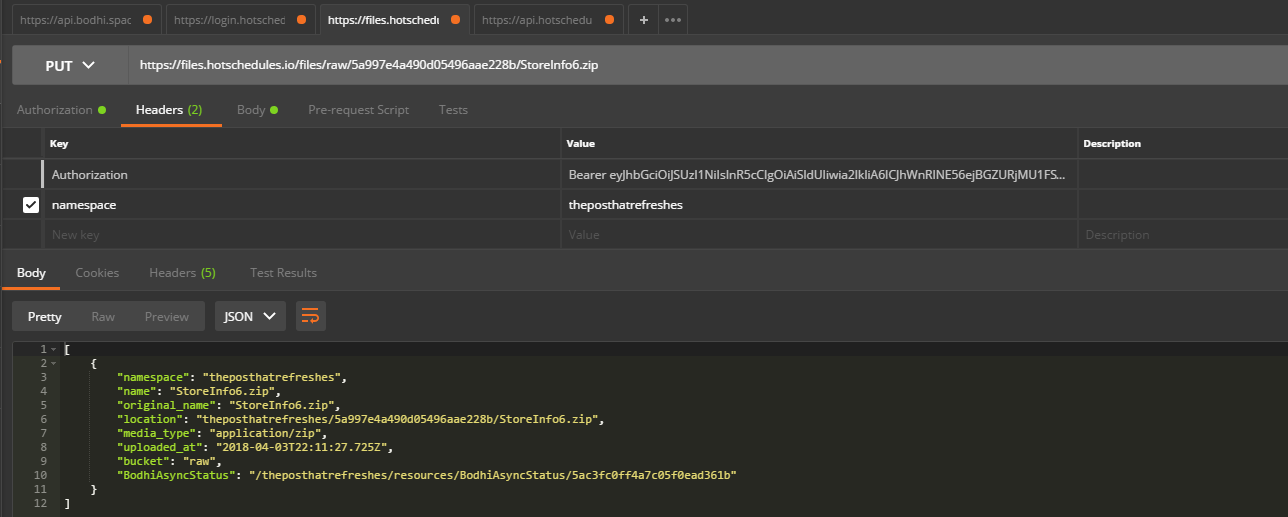 https://api.bodhi.spac https://login.hotsched https://files.hotschedu https://api.hotschedu + •••
PUT https://files.hotschedules.io/files/raw/5a997e4a490d05496aae228b/StoreInfo6.zip
Authorization Headers (2) Body Pre-request Script Tests
Key Value Description
Authorization Bearer
namespace theposthatrefreshes
New key Value Description
Body Cookies Headers (5) Test Results
Pretty Raw Preview JSON
1 [
2 {
3 "namespace": "theposthatrefreshes",
4 "name": "StoreInfo6.zip",
5 "original_name": "StoreInfo6.zip",
6 "location": "theposthatrefreshes/5a997e4a490d05496aae228b/StoreInfo6.zip",
7 "media_type": "application/zip",
8 "uploaded_at": "2018-04-03T22:11:27.725Z",
9 "bucket": "raw",
10 "BodhiAsyncStatus": "/theposthatrefreshes/resources/BodhiAsyncStatus/5ac3fc0ff4a7c05f0ead361b"
11 }
12 ]